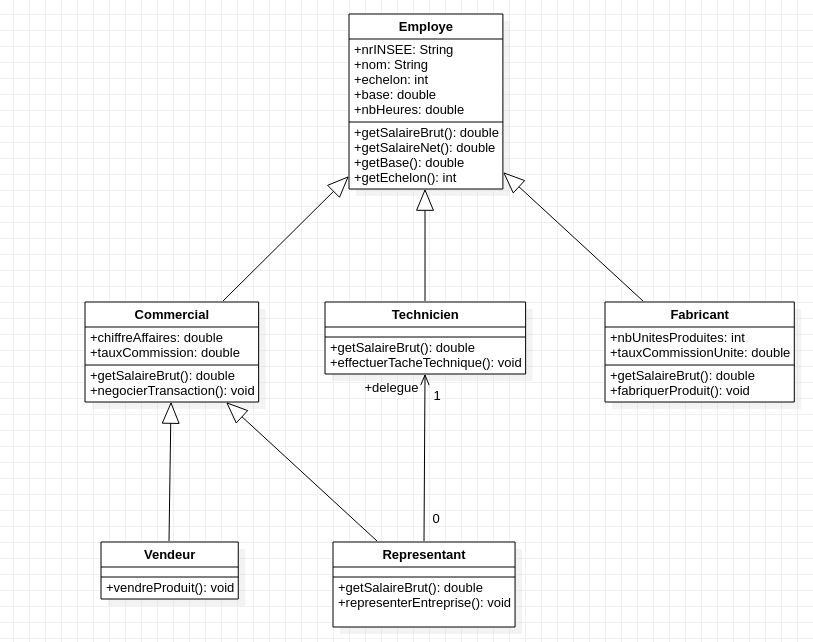 Employe
+nrINSEE: String
+nom: String
+echelon: int
+base: double
+nbHeures: double
+getSalaireBrut(): double
+getSalaireNet(): double
+getBase(): double
+getEchelon(): int
Commercial
+chiffreAffaires: double
+tauxCommission: double
+getSalaireBrut(): double
+negocierTransaction(): void
Technicien
+getSalaireBrut(): double
+effectuerTacheTechnique(): void
Fabricant
+nbUnitesProduites: int
+tauxCommissionUnite: double
+getSalaireBrut(): double
+fabriquerProduit(): void
+delegue
1
0
Vendeur
+vendreProduit(): void
Representant
+getSalaireBrut(): double
+representerEntreprise(): void